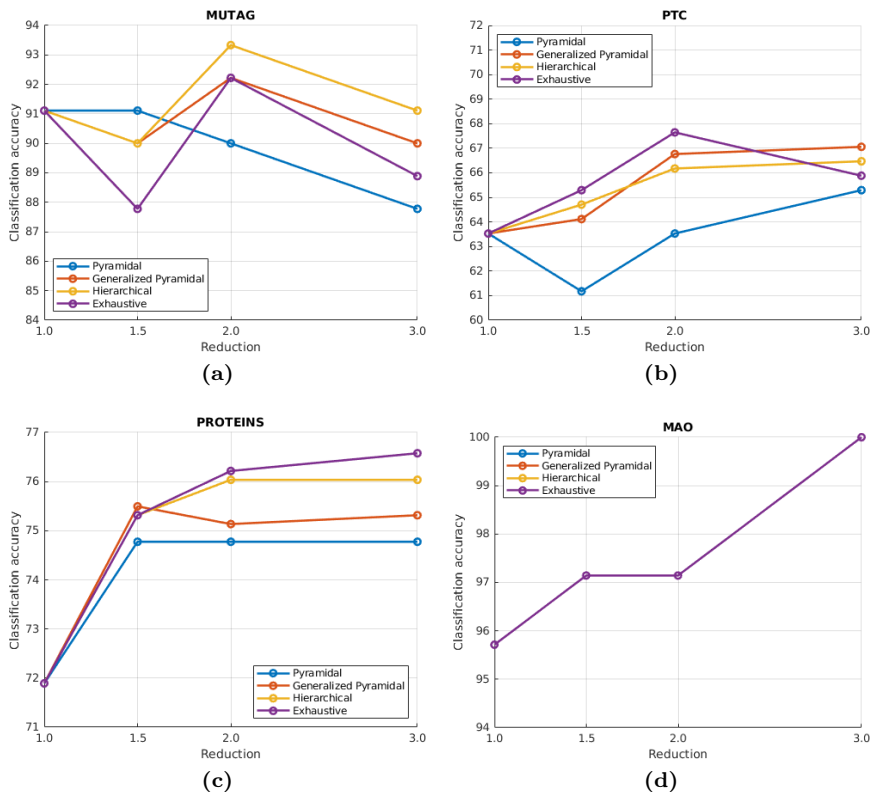 MUTAG
94
93
92
91
90
89
88
87
86
85
84
Classification accuracy
Pyramidal
Generalized Pyramidal
Hierarchical
Exhaustive
1.0 1.5 2.0 3.0
Reduction
(a)
PTC
72
71
70
69
68
67
66
65
64
63
62
61
60
Classification accuracy
Pyramidal
Generalized Pyramidal
Hierarchical
Exhaustive
1.0 1.5 2.0 3.0
Reduction
(b)
PROTEINS
77
76
75
74
73
72
71
Classification accuracy
Pyramidal
Generalized Pyramidal
Hierarchical
Exhaustive
1.0 1.5 2.0 3.0
Reduction
(c)
MAO
100
99
98
97
96
95
94
Classification accuracy
Pyramidal
Generalized Pyramidal
Hierarchical
Exhaustive
1.0 1.5 2.0 3.0
Reduction
(d)